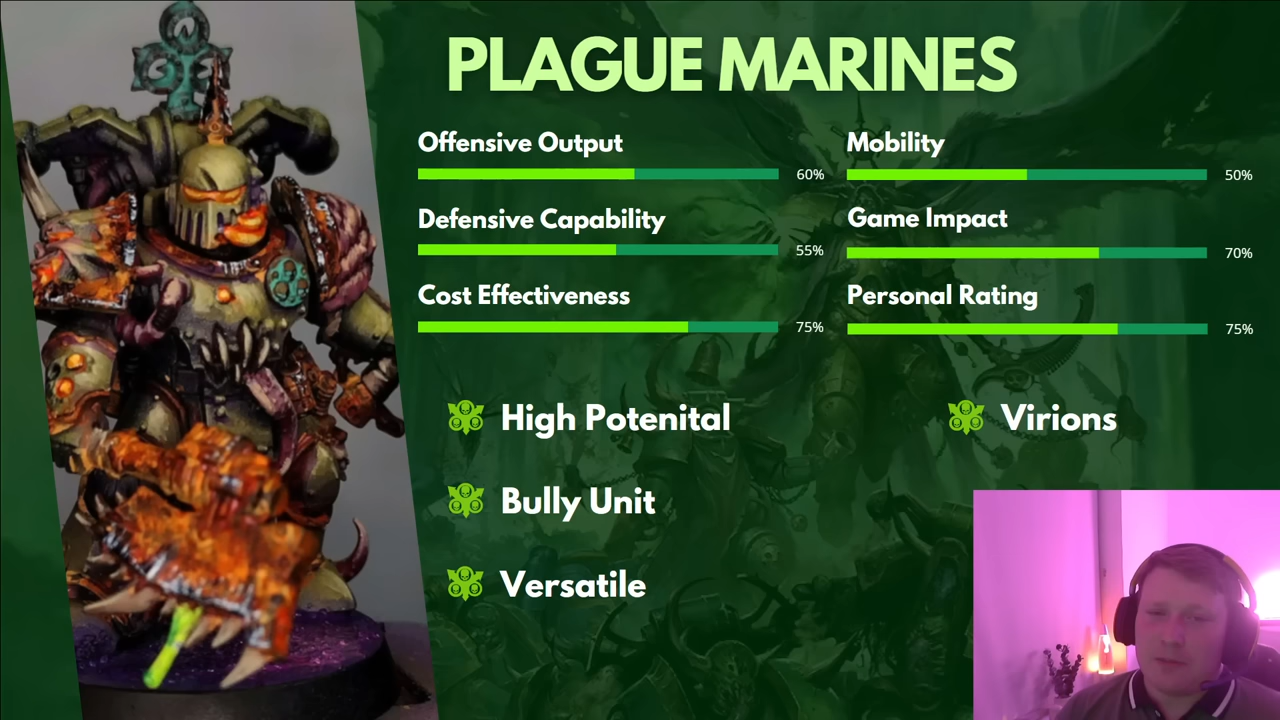 PLAGUE MARINES
Offensive Output
60%
Defensive Capability
55%
Cost Effectiveness
75%
Mobility
50%
Game Impact
70%
Personal Rating
75%
High Potenital
Bully Unit
Versatile
Virions